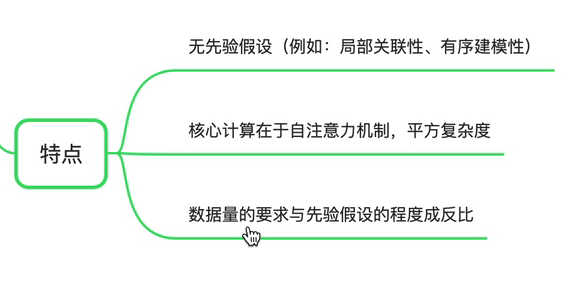 无先验假设（例如：局部关联性、有序建模性）
特点
核心计算在于自注意力机制，平方复杂度
数据量的要求与先验假设的程度成反比